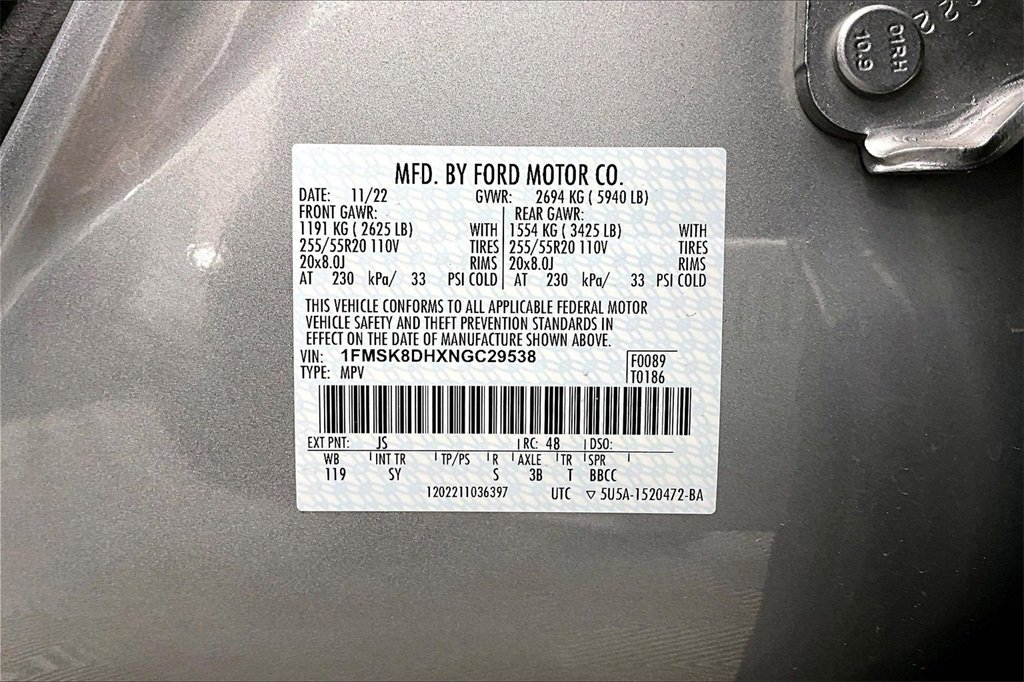 22
01RH
10.9
MFD. BY FORD MOTOR CO.
DATE: 11/22 GVWR: 2694 KG ( 5940 LB)
FRONT GAWR: REAR GAWR:
1191 KG ( 2625 LB) WITH 1554 KG ( 3425 LB) WITH
255/55R20 110V TIRES 255/55R20 110V TIRES
20x8.0J RIMS 20x8.0J RIMS
AT 230 kPa/ 33 PSI COLD AT 230 kPa/ 33 PSI COLD
THIS VEHICLE CONFORMS TO ALL APPLICABLE FEDERAL MOTOR
VEHICLE SAFETY AND THEFT PREVENTION STANDARDS IN
EFFECT ON THE DATE OF MANUFACTURE SHOWN ABOVE.
VIN: 1FMSK8DHXNGC29538 F0089
TYPE: MPV T0186
EXT PNT: JS RC: 48 DSO:
WB INT TR TP/PS R AXLE TR SPR
119 SY S 3B T BBCC
1202211036397 UTC ▽ 5U5A-1520472-BA